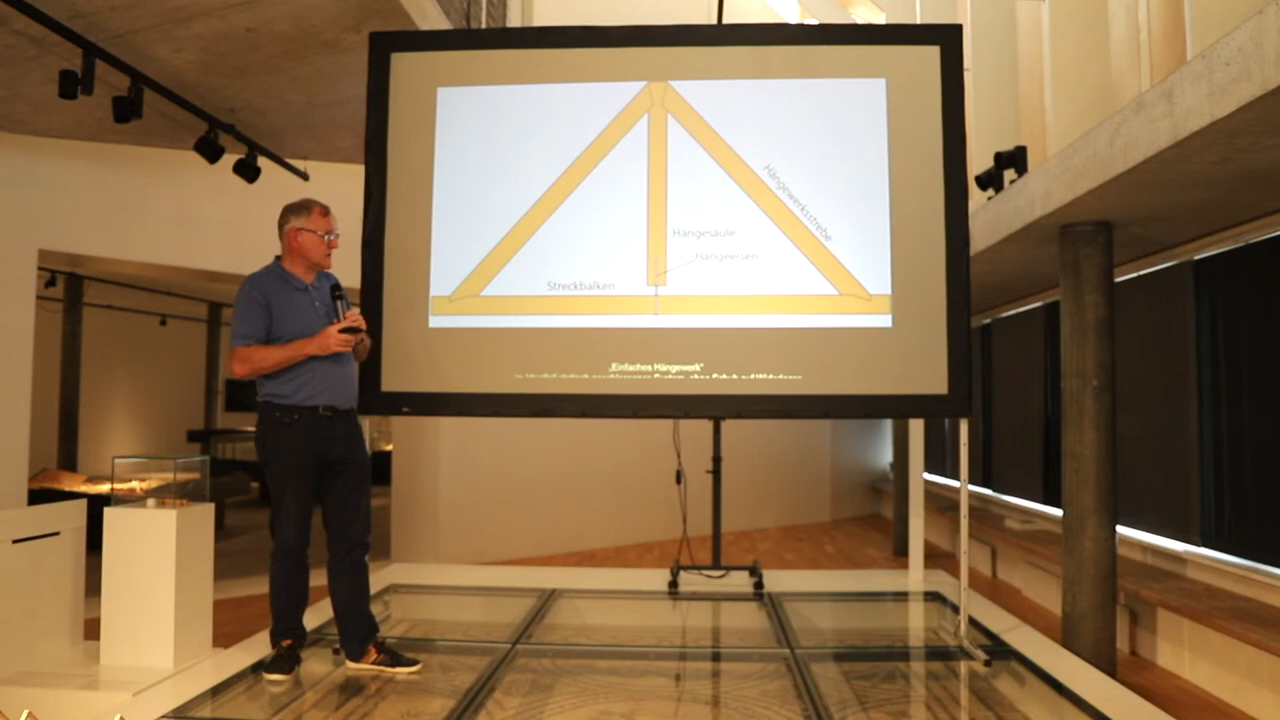 Hängewerksstrebe
Hängesäule
Hängeeisen
Streckbalken
„Einfaches Hängewerk“